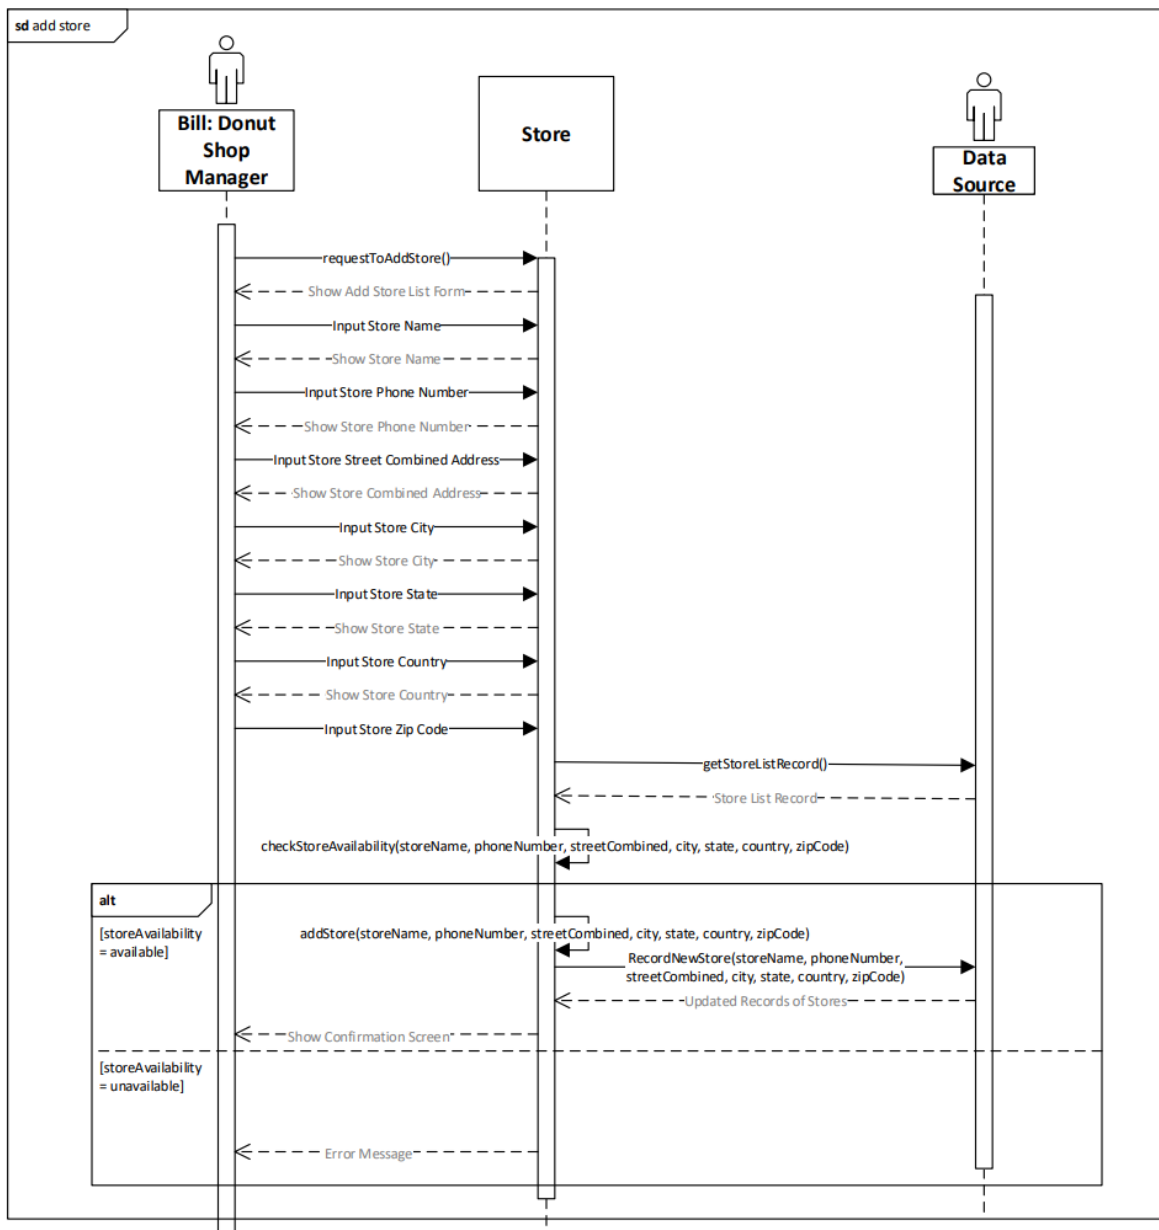 sd add store
Bill: Donut
Shop
Manager
Store
Data
Source
requestToAddStore()
Show Add Store List Form
Input Store Name
Show Store Name
Input Store Phone Number
Show Store Phone Number
Input Store Street Combined Address
Show Store Combined Address
Input Store City
Show Store City
Input Store State
Show Store State
Input Store Country
Show Store Country
Input Store Zip Code
getStoreListRecord()
Store List Record
checkStoreAvailability(storeName, phoneNumber, streetCombined, city, state, country, zipCode)
alt
[storeAvailability
= available]
addStore(storeName, phoneNumber, streetCombined, city, state, country, zipCode)
RecordNewStore(storeName, phoneNumber,
streetCombined, city, state, country, zipCode)
Updated Records of Stores
Show Confirmation Screen
[storeAvailability
= unavailable]
Error Message